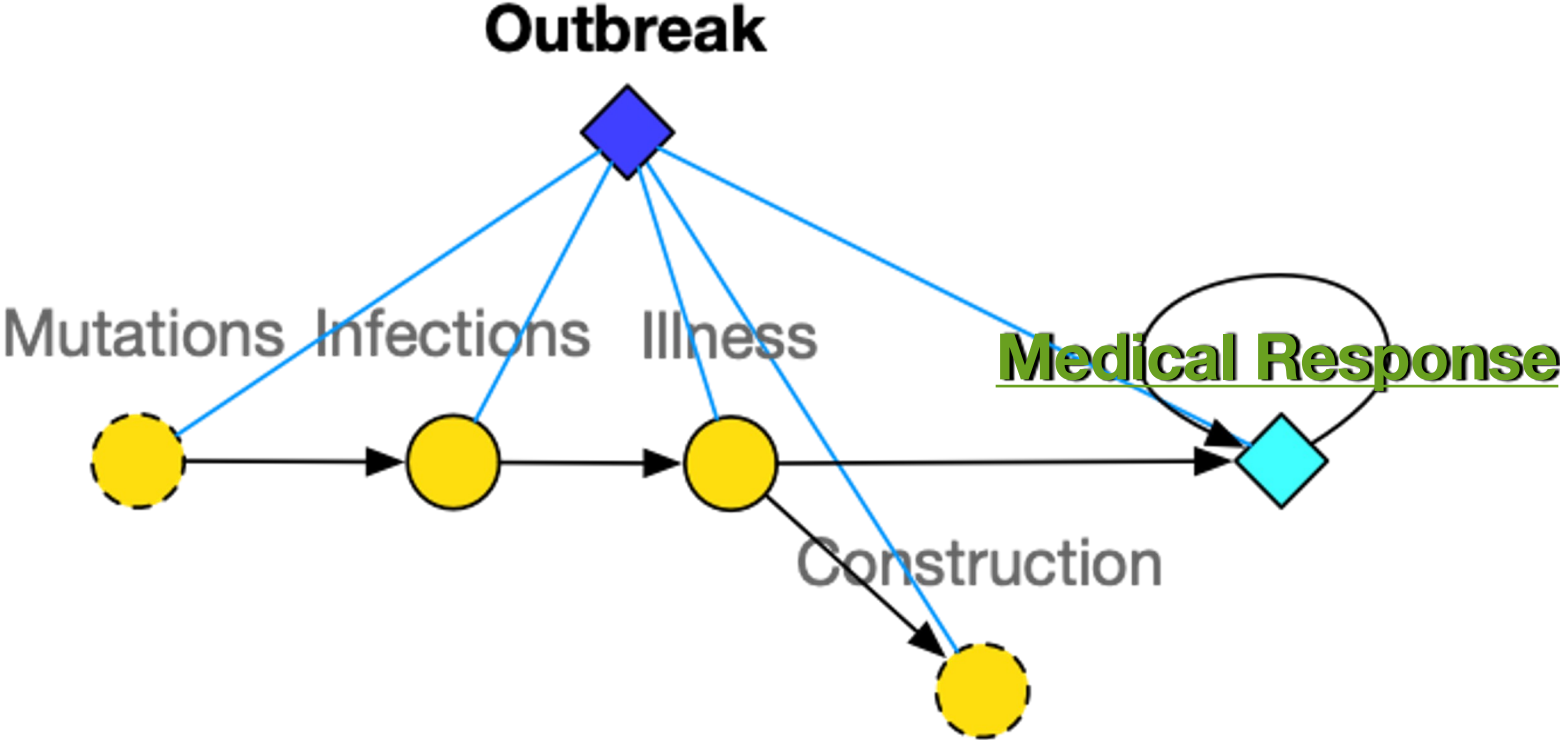 Outbreak
Mutations
Infections
Illness
Medical Response
Construction